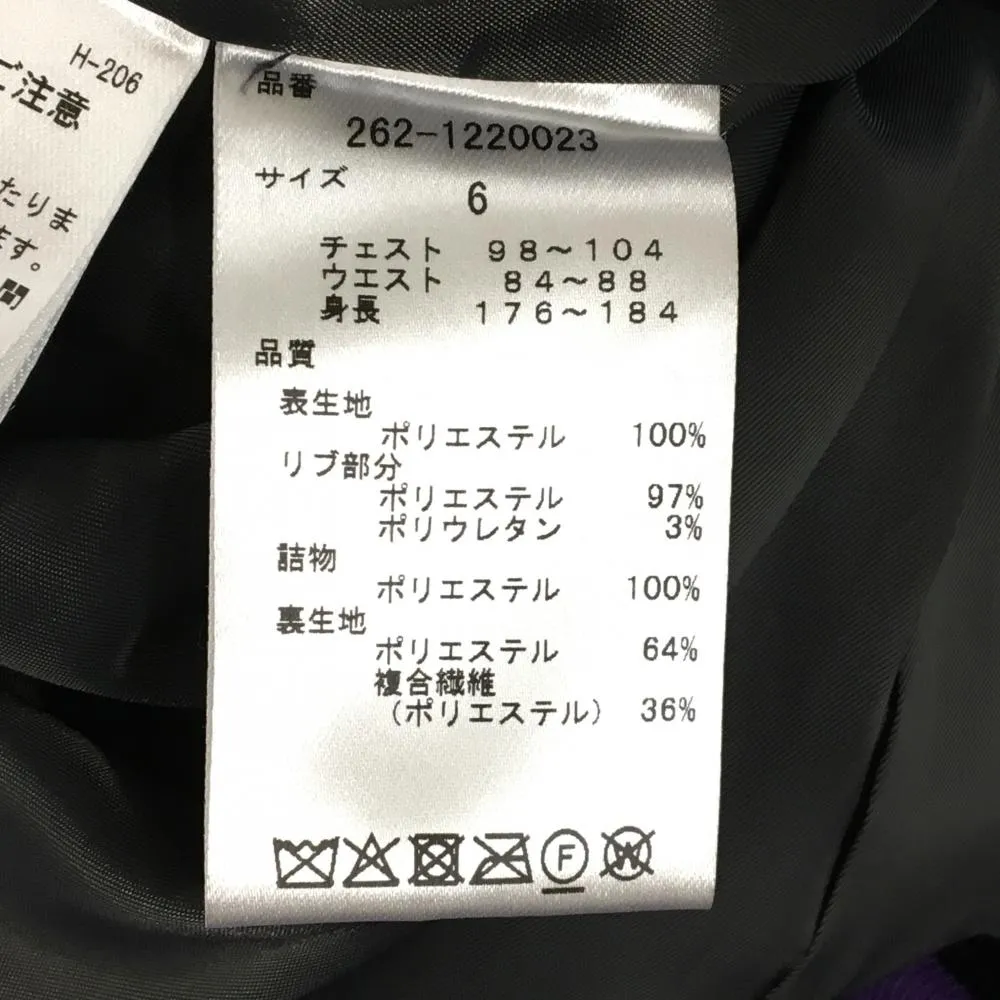 H-206
ご注意
たりま
ます。
間
品番
262-1220023
サイズ
6
チェスト 98～104
ウエスト 84～88
身長 176～184
品質
表生地
ポリエステル 100%
リブ部分
ポリエステル 97%
ポリウレタン 3%
詰物
ポリエステル 100%
裏生地
ポリエステル 64%
複合繊維
(ポリエステル) 36%
F
W